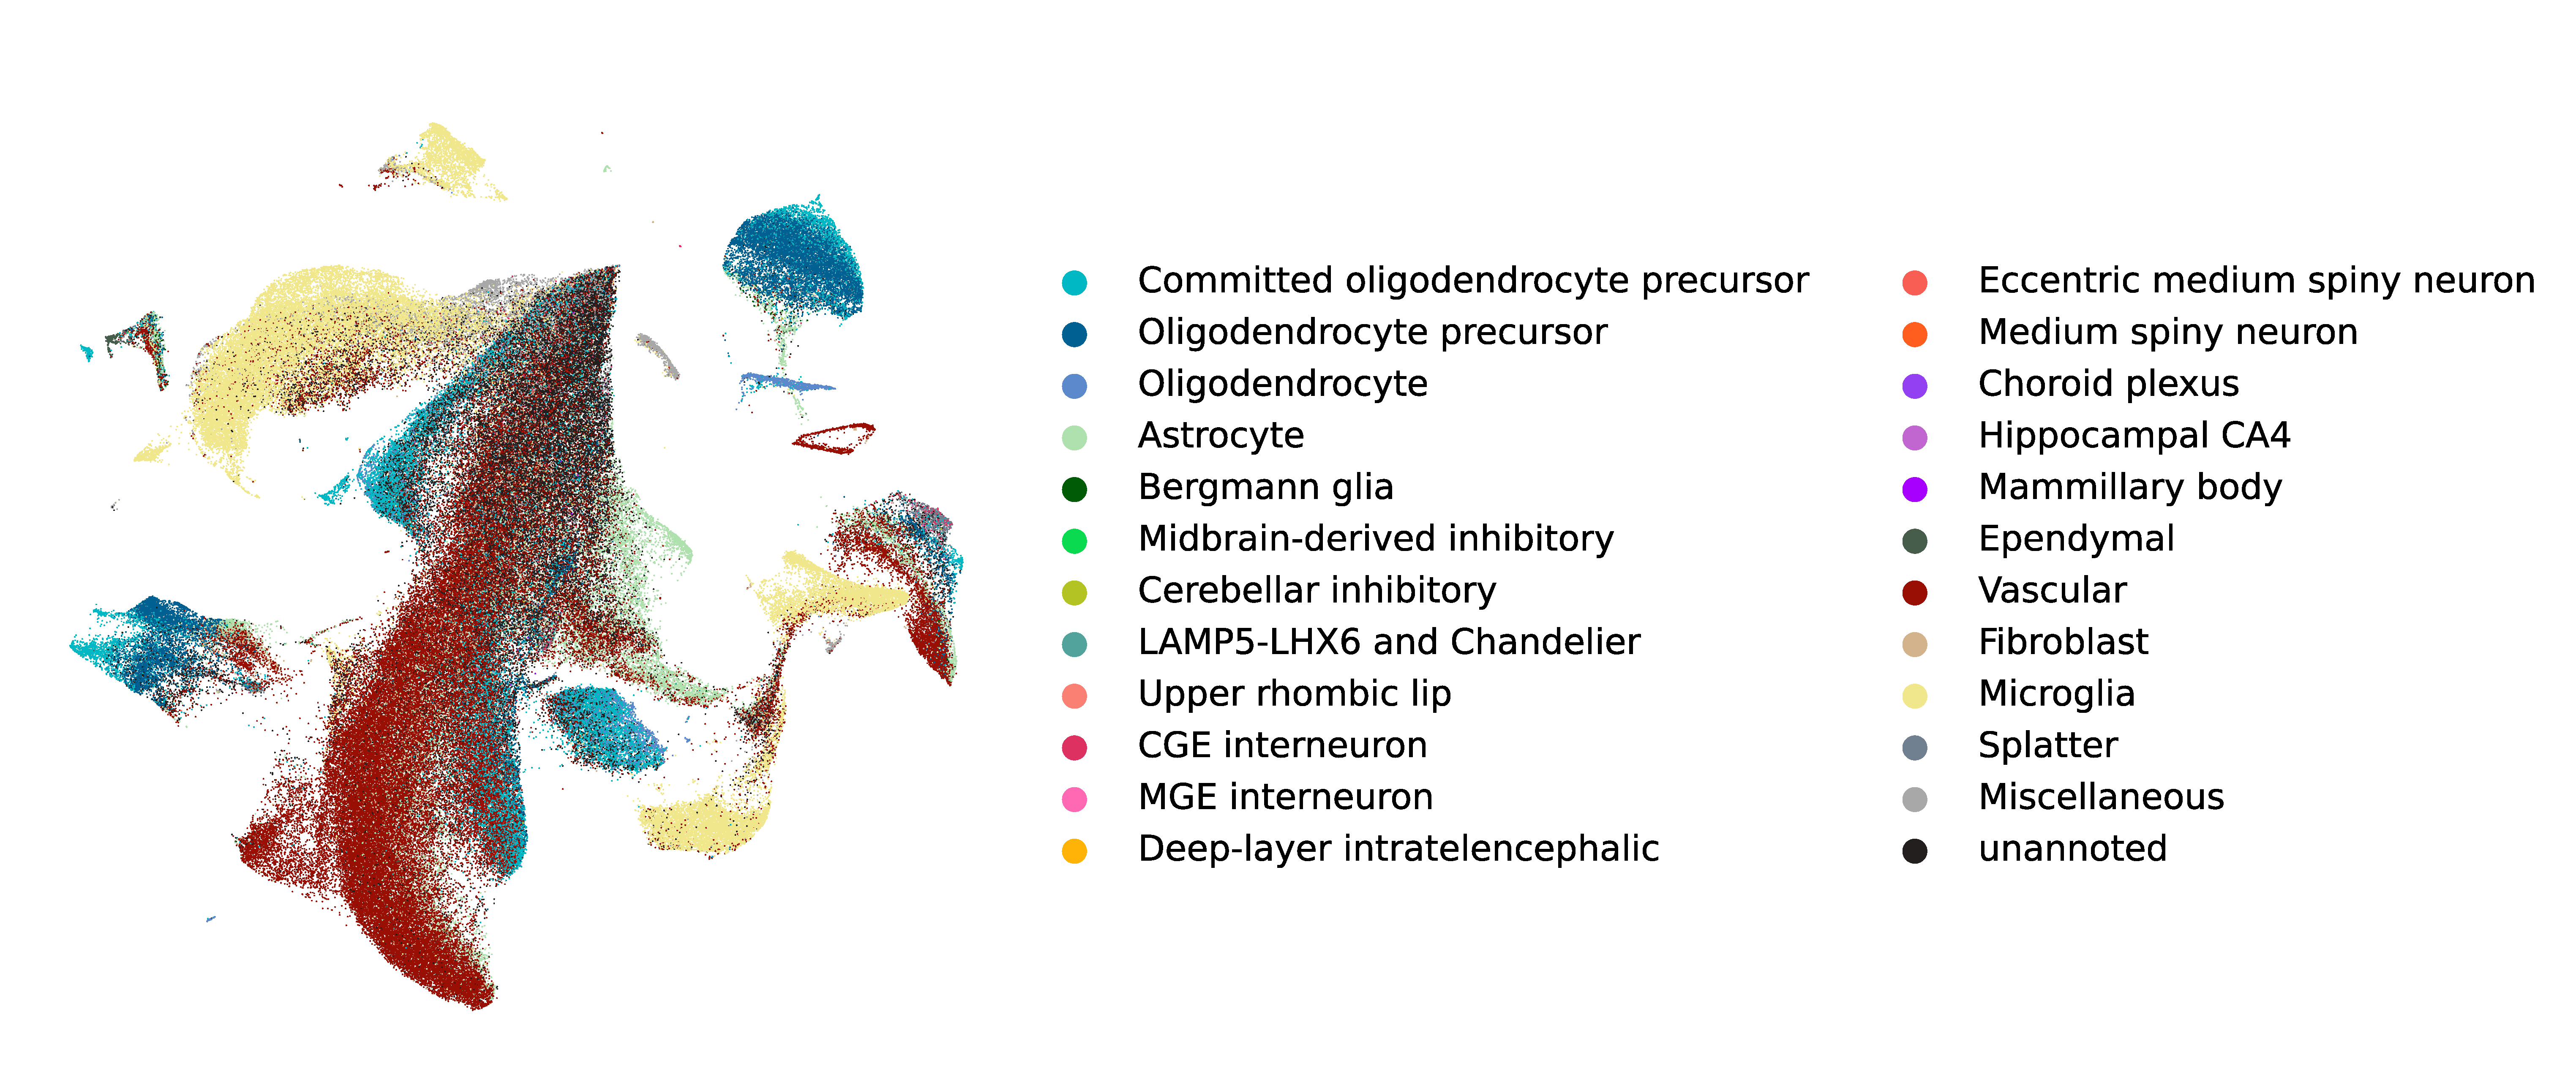 Committed oligodendrocyte precursor
Oligodendrocyte precursor
Oligodendrocyte
Astrocyte
Bergmann glia
Midbrain-derived inhibitory
Cerebellar inhibitory
LAMP5-LHX6 and Chandelier
Upper rhombic lip
CGE interneuron
MGE interneuron
Deep-layer intratelencephalic
Eccentric medium spiny neuron
Medium spiny neuron
Choroid plexus
Hippocampal CA4
Mammillary body
Ependymal
Vascular
Fibroblast
Microglia
Splatter
Miscellaneous
unannoted